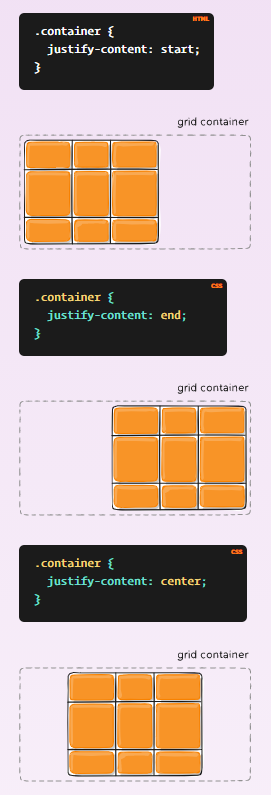 HTML
.container {
  justify-content: start;
}
grid container
CSS
.container {
  justify-content: end;
}
grid container
CSS
.container {
  justify-content: center;
}
grid container